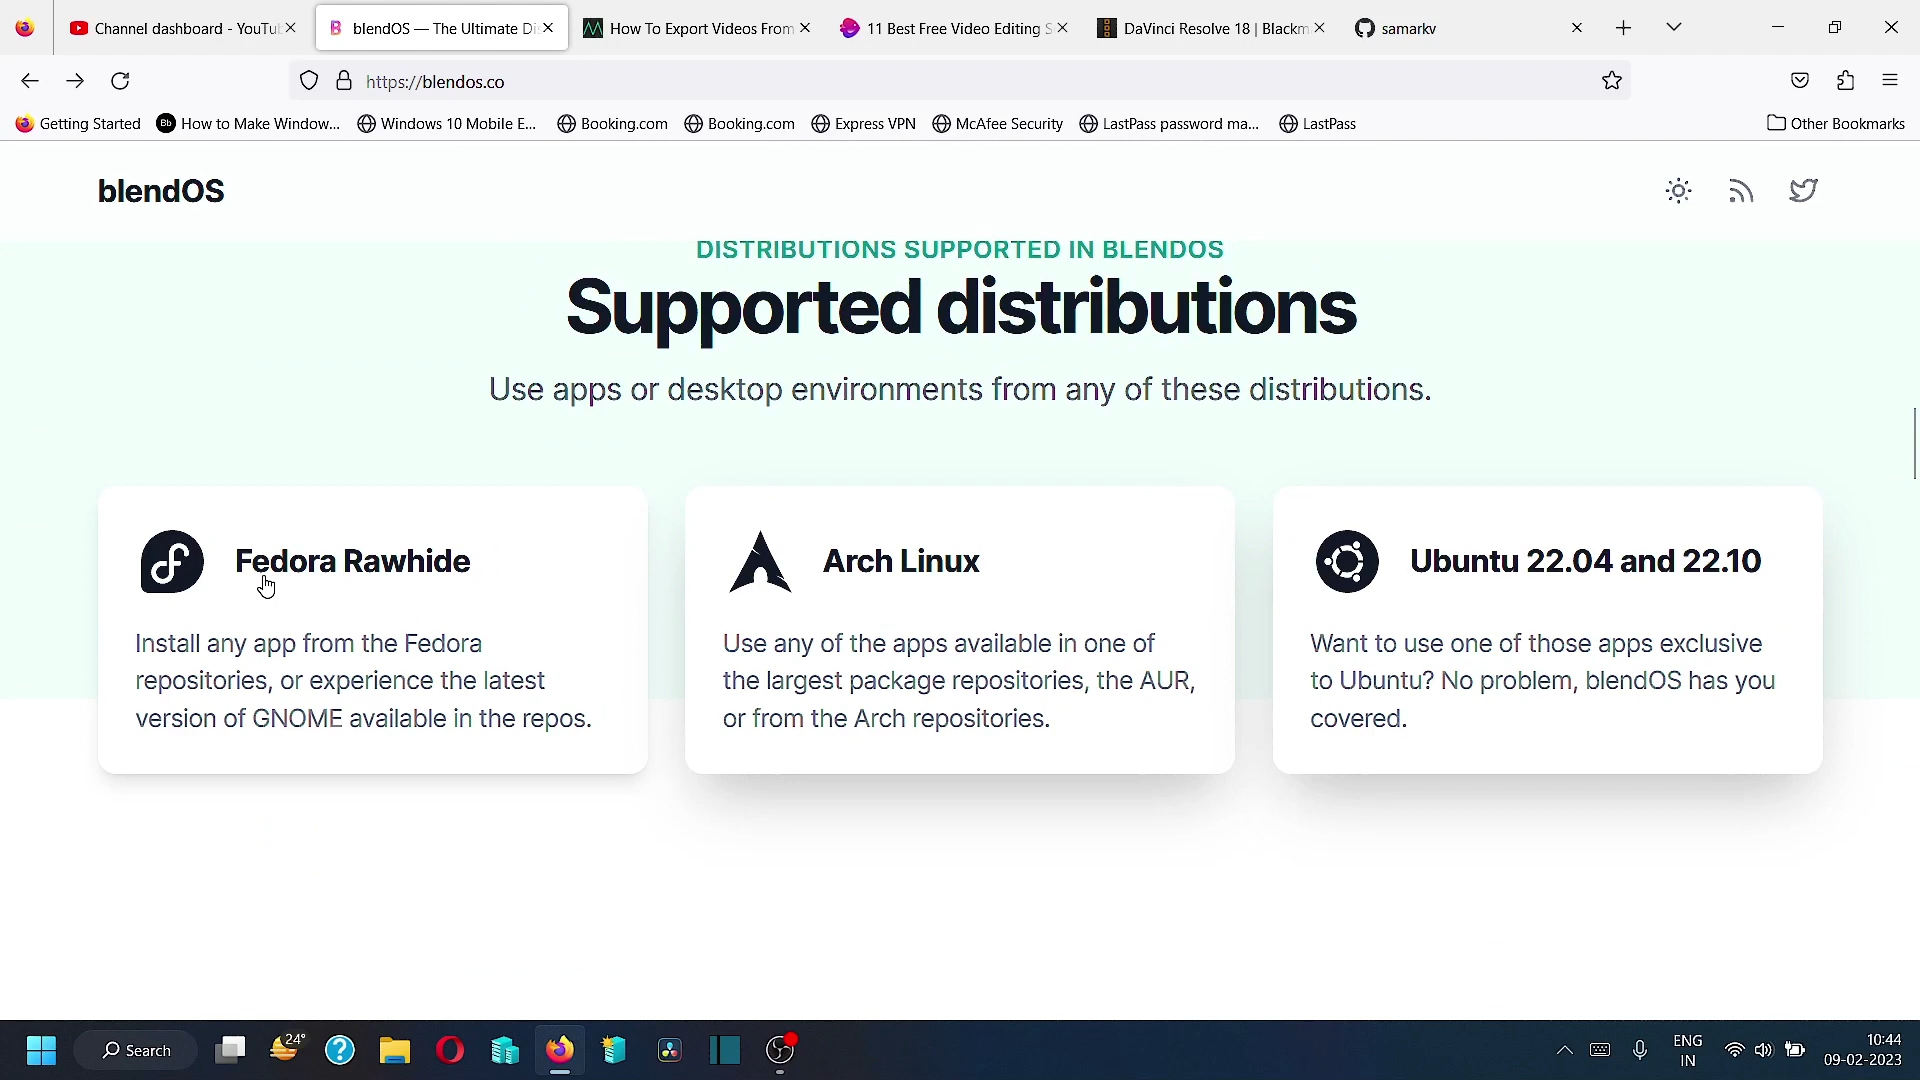 Channel dashboard - YouTu
blendOS — The Ultimate Di
How To Export Videos From
11 Best Free Video Editing S
DaVinci Resolve 18 | Blackm
samarkv
https://blendos.co
Getting Started
How to Make Window...
Windows 10 Mobile E...
Booking.com
Booking.com
Express VPN
McAfee Security
LastPass password ma...
LastPass
Other Bookmarks
blendOS
DISTRIBUTIONS SUPPORTED IN BLENDOS
Supported distributions
Use apps or desktop environments from any of these distributions.
Fedora Rawhide
Install any app from the Fedora
repositories, or experience the latest
version of GNOME available in the repos.
Arch Linux
Use any of the apps available in one of
the largest package repositories, the AUR,
or from the Arch repositories.
Ubuntu 22.04 and 22.10
Want to use one of those apps exclusive
to Ubuntu? No problem, blendOS has you
covered.
Search
24°
ENG
IN
10:44
09-02-2023